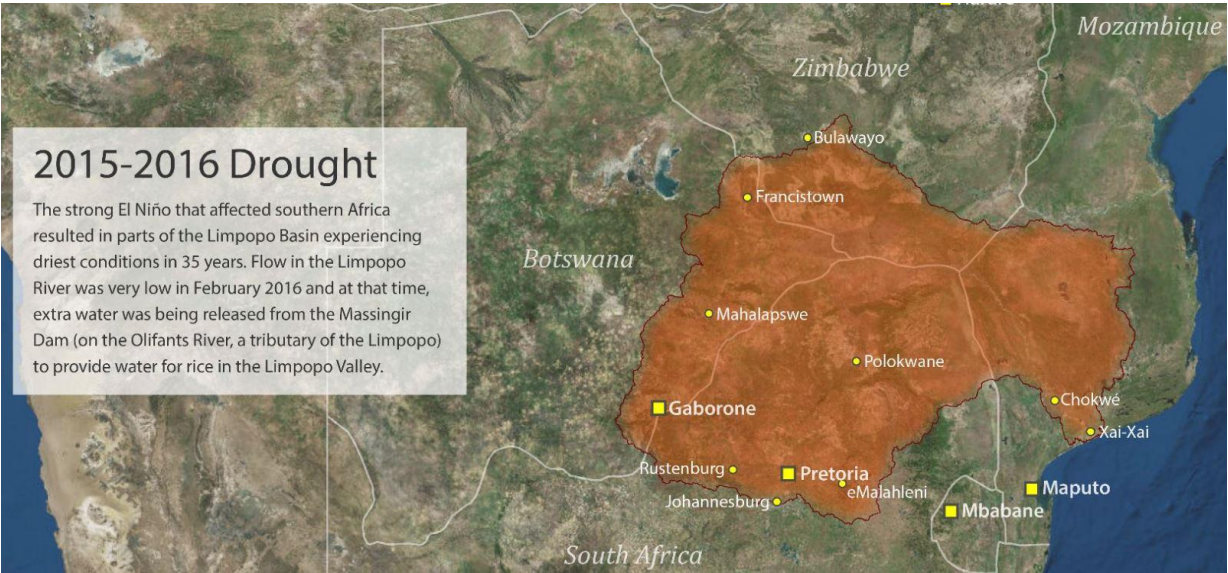 Mozambique
Zimbabwe
Bulawayo
2015-2016 Drought
The strong El Niño that affected southern Africa
resulted in parts of the Limpopo Basin experiencing
driest conditions in 35 years. Flow in the Limpopo
River was very low in February 2016 and at that time,
extra water was being released from the Massingir
Dam (on the Olifants River, a tributary of the Limpopo)
to provide water for rice in the Limpopo Valley.
Francistown
Botswana
Mahalapswe
Polokwane
Chokwé
Gaborone
Xai-Xai
Rustenburg
Pretoria
eMalahleni
Johannesburg
Maputo
Mbabane
South Africa